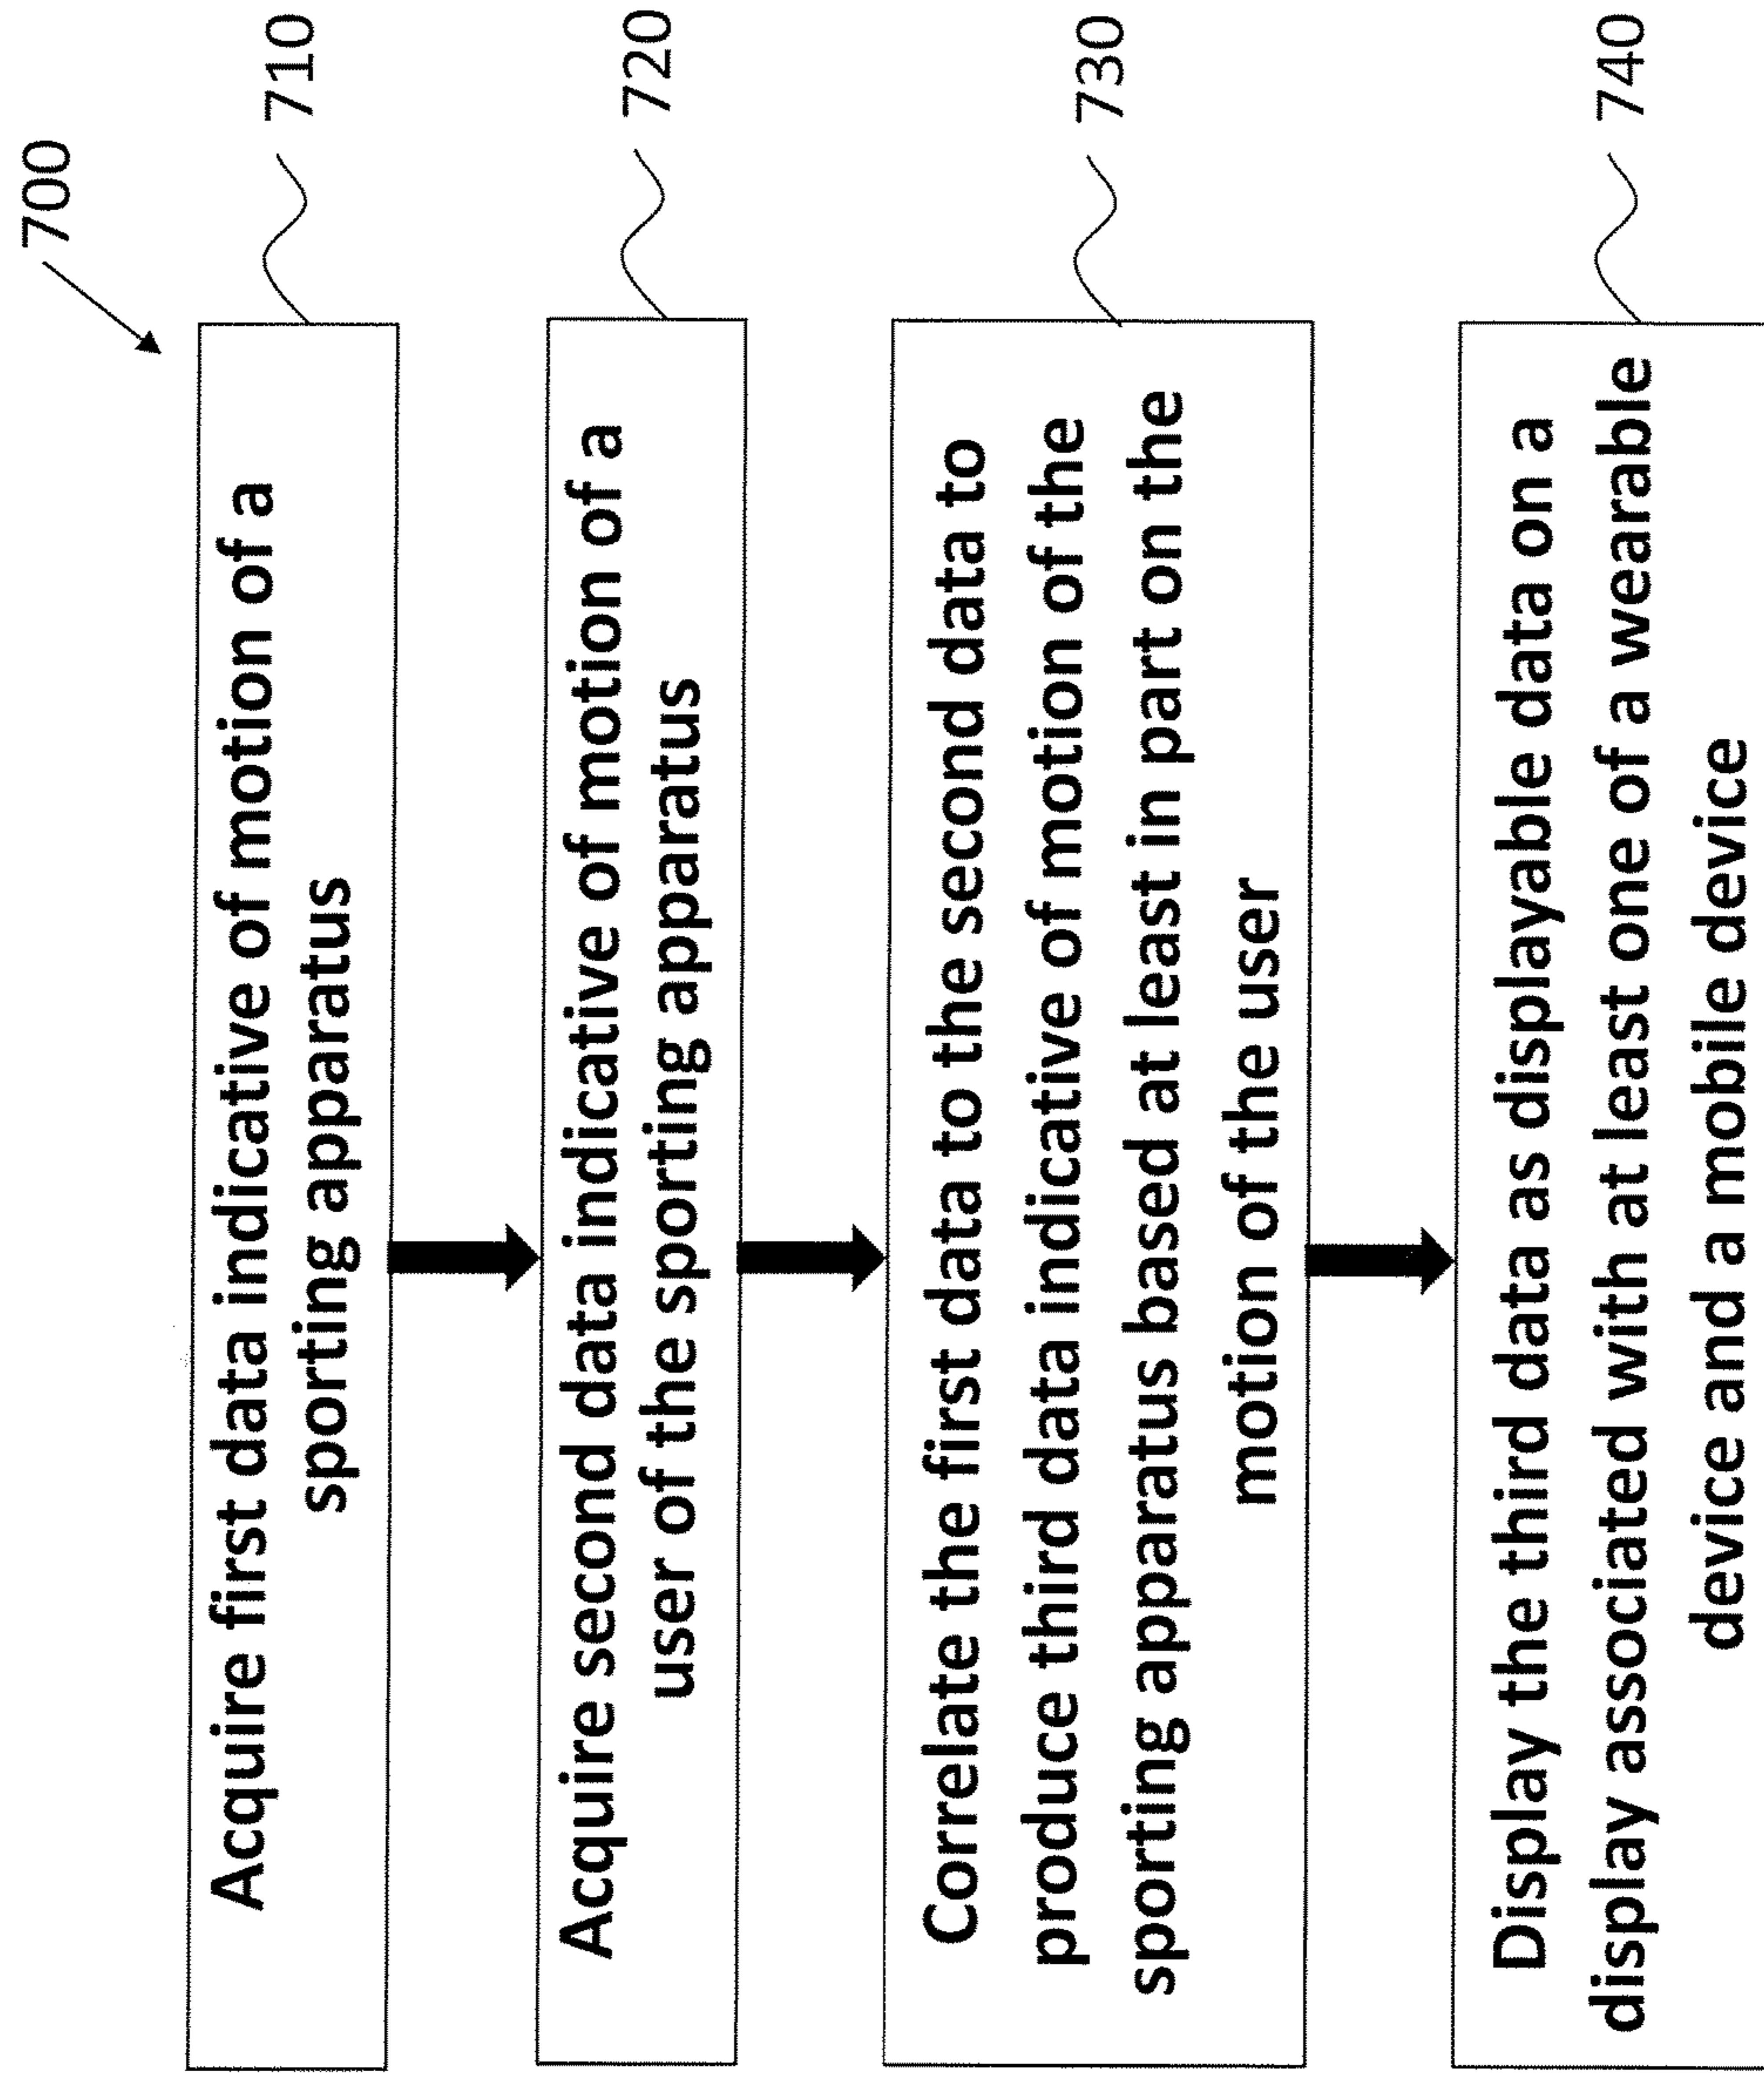 700
Acquire first data indicative of motion of a
sporting apparatus
710
Acquire second data indicative of motion of a
user of the sporting apparatus
720
Correlate the first data to the second data to
produce third data indicative of motion of the
sporting apparatus based at least in part on the
motion of the user
730
Display the third data as displayable data on a
display associated with at least one of a wearable
device and a mobile device
740